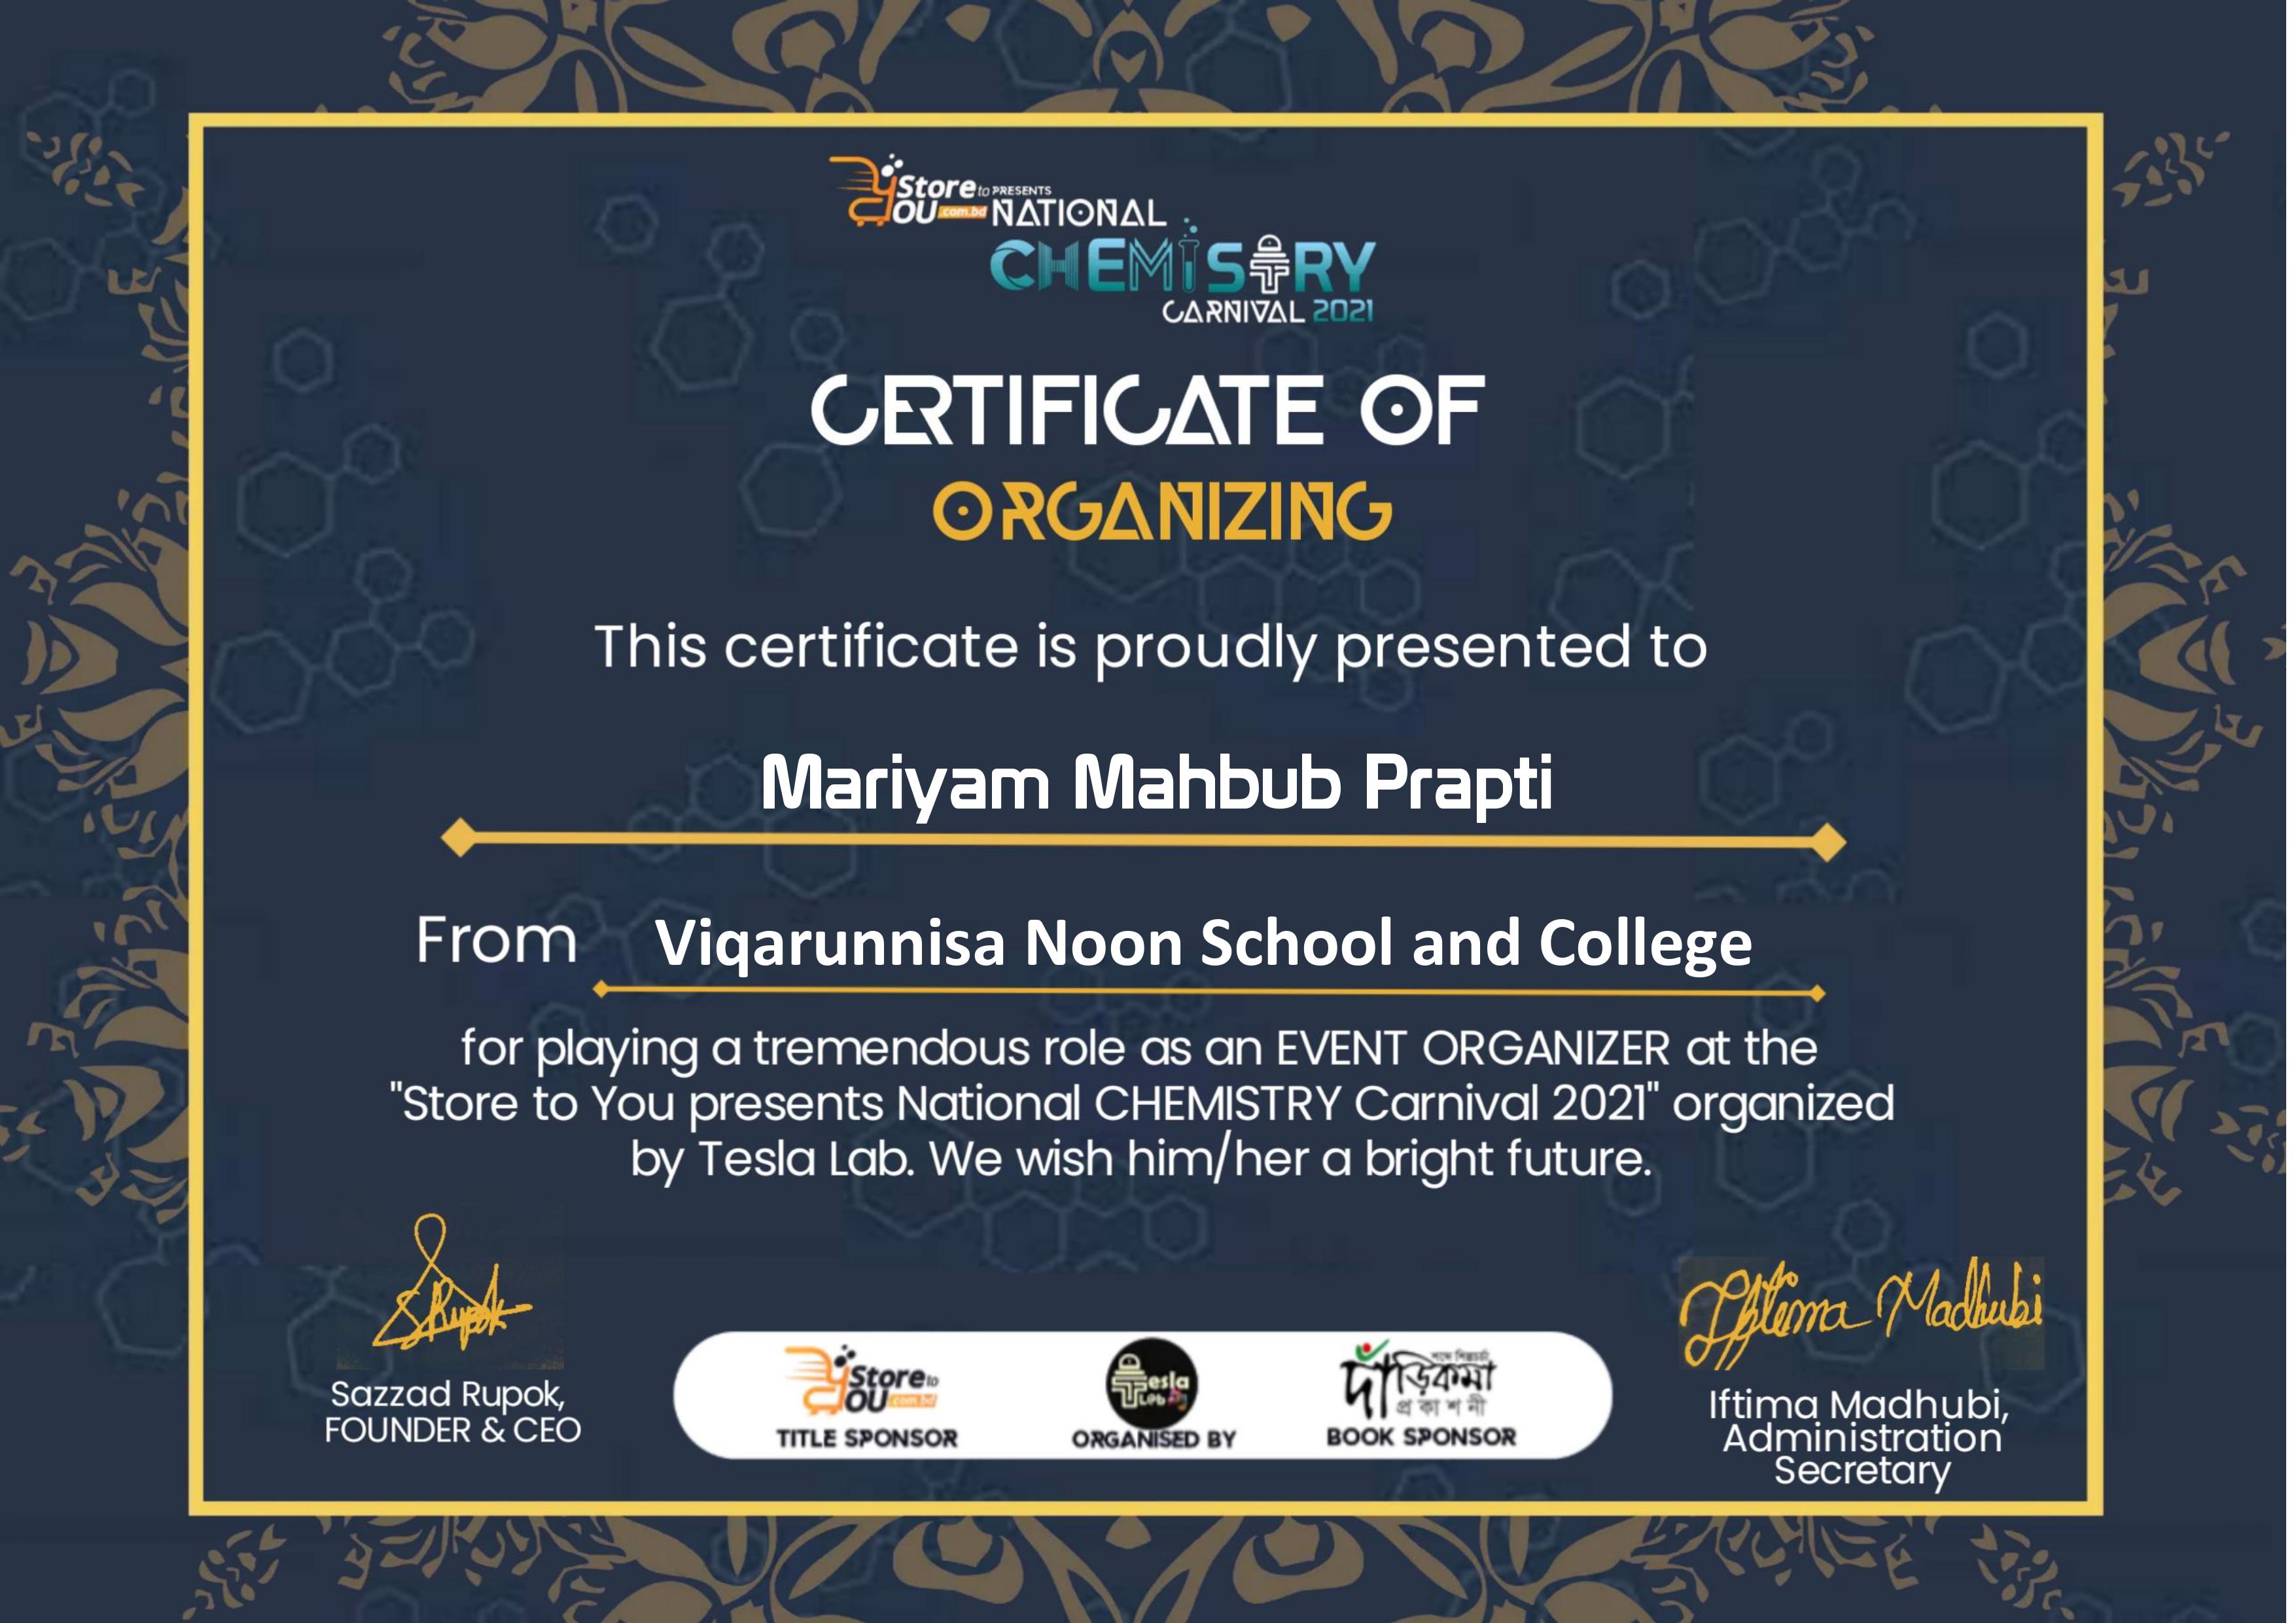 Store to PRESENTS
YOU .com.bd NATIONAL
CHEMISTRY
CARNIVAL 2021
CERTIFICATE OF
ORGANIZING
This certificate is proudly presented to
Mariyam Mahbub Prapti
From Viqarunnisa Noon School and College
for playing a tremendous role as an EVENT ORGANIZER at the
"Store to You presents National CHEMISTRY Carnival 2021" organized
by Tesla Lab. We wish him/her a bright future.
SRupok
Iftima Madhubi
Sazzad Rupok,
FOUNDER & CEO
Store to
YOU .com.bd
TITLE SPONSOR
Tesla
Lab
ORGANISED BY
দাঁড়িকমা
প্রকাশনী
BOOK SPONSOR
Iftima Madhubi,
Administration
Secretary